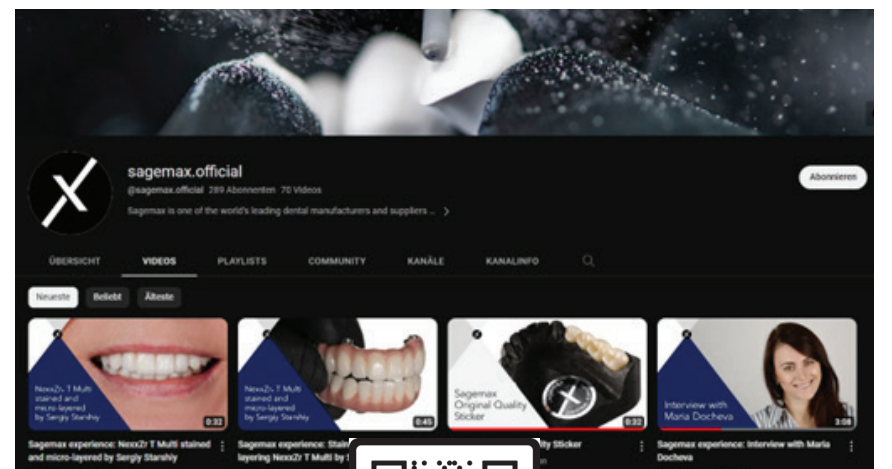 sagemax.official
@sagemax.official 289 Abonnenten 70 Videos
Sagemax is one of the world's leading dental manufacturers and suppliers ...
Abonnieren
ÜBERSICHT VIDEOS PLAYLISTS COMMUNITY KANÄLE KANALINFO
Neueste Beliebt Älteste
NexxZr T Multi
stained and
micro-layered
by Sergiy Starshiy
0:32
NexxZr T Multi
stained and
micro-layered
by Sergiy Starshiy
0:45
Sagemax
Original Quality
Sticker
0:32
Interview with
Maria Docheva
3:08
Sagemax experience: NexxZr T Multi stained
and micro-layered by Sergiy Starshiy
Sagemax experience:
layering NexxZr T Multi by
Sticker
Sagemax experience: Interview with Maria
Docheva